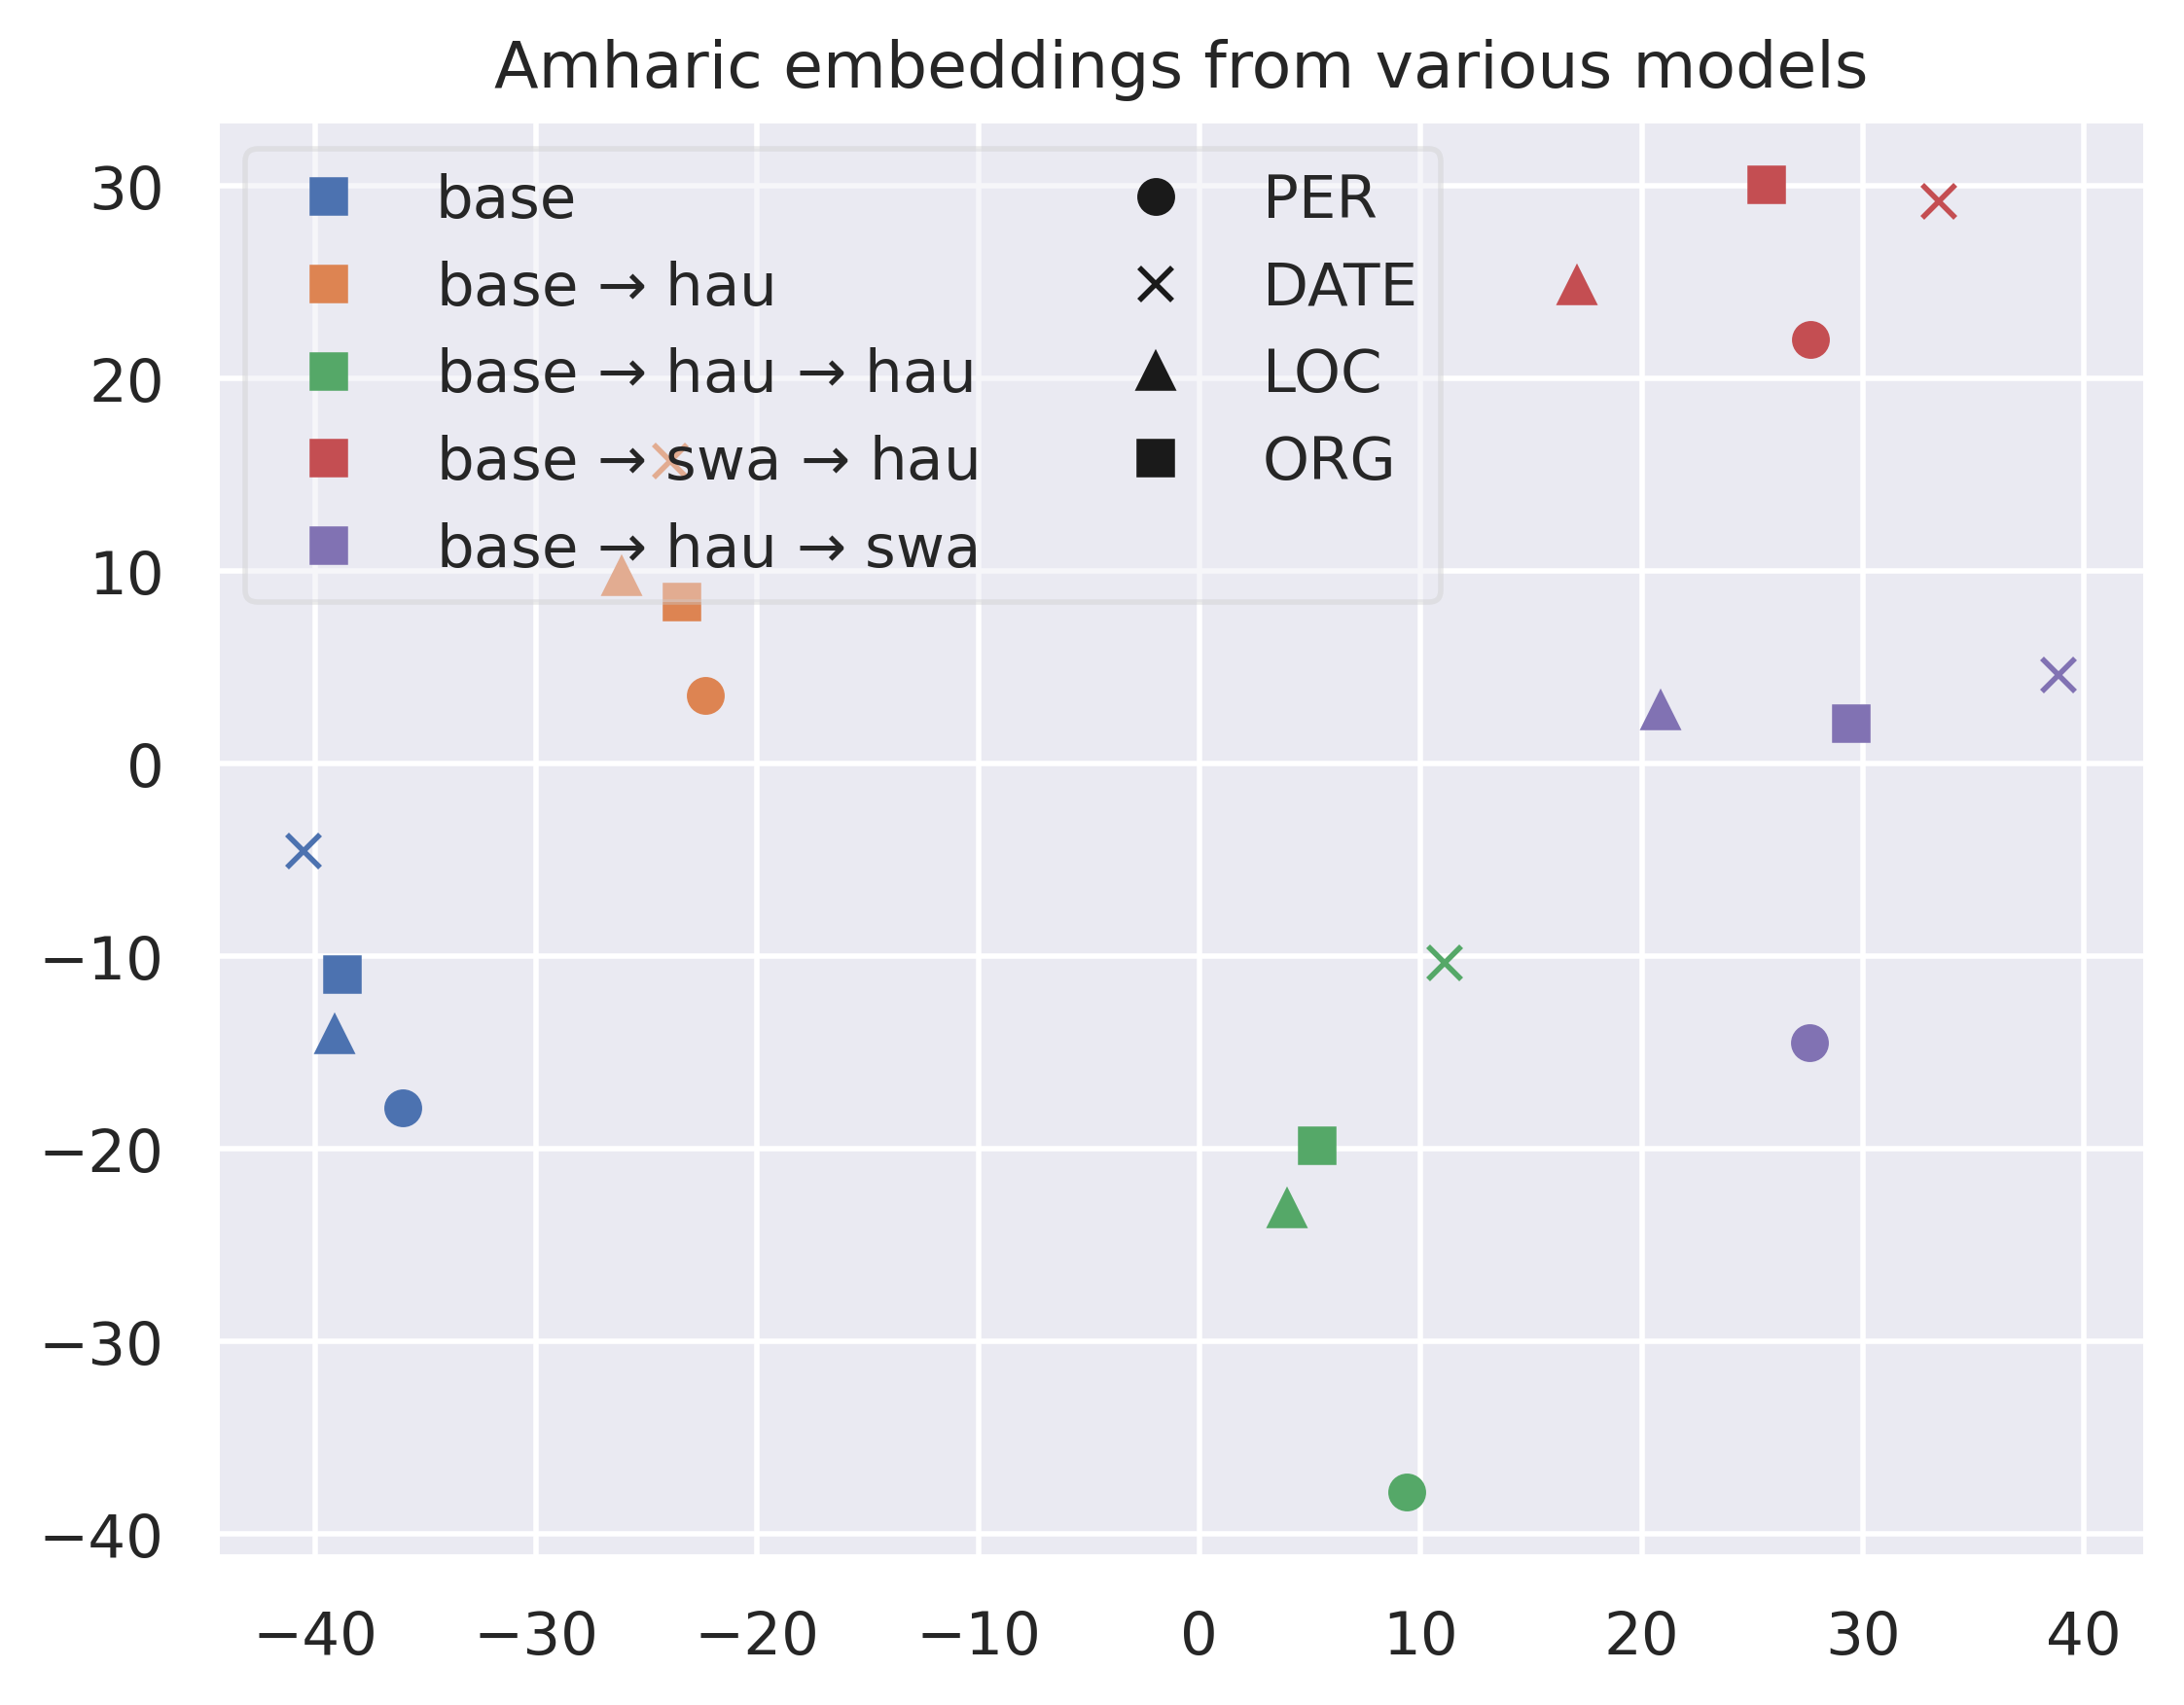 Amharic embeddings from various models
base
base → hau
base → hau → hau
base → swa → hau
base → hau → swa
PER
DATE
LOC
ORG
30
20
10
0
−10
−20
−30
−40
−40 −30 −20 −10 0 10 20 30 40